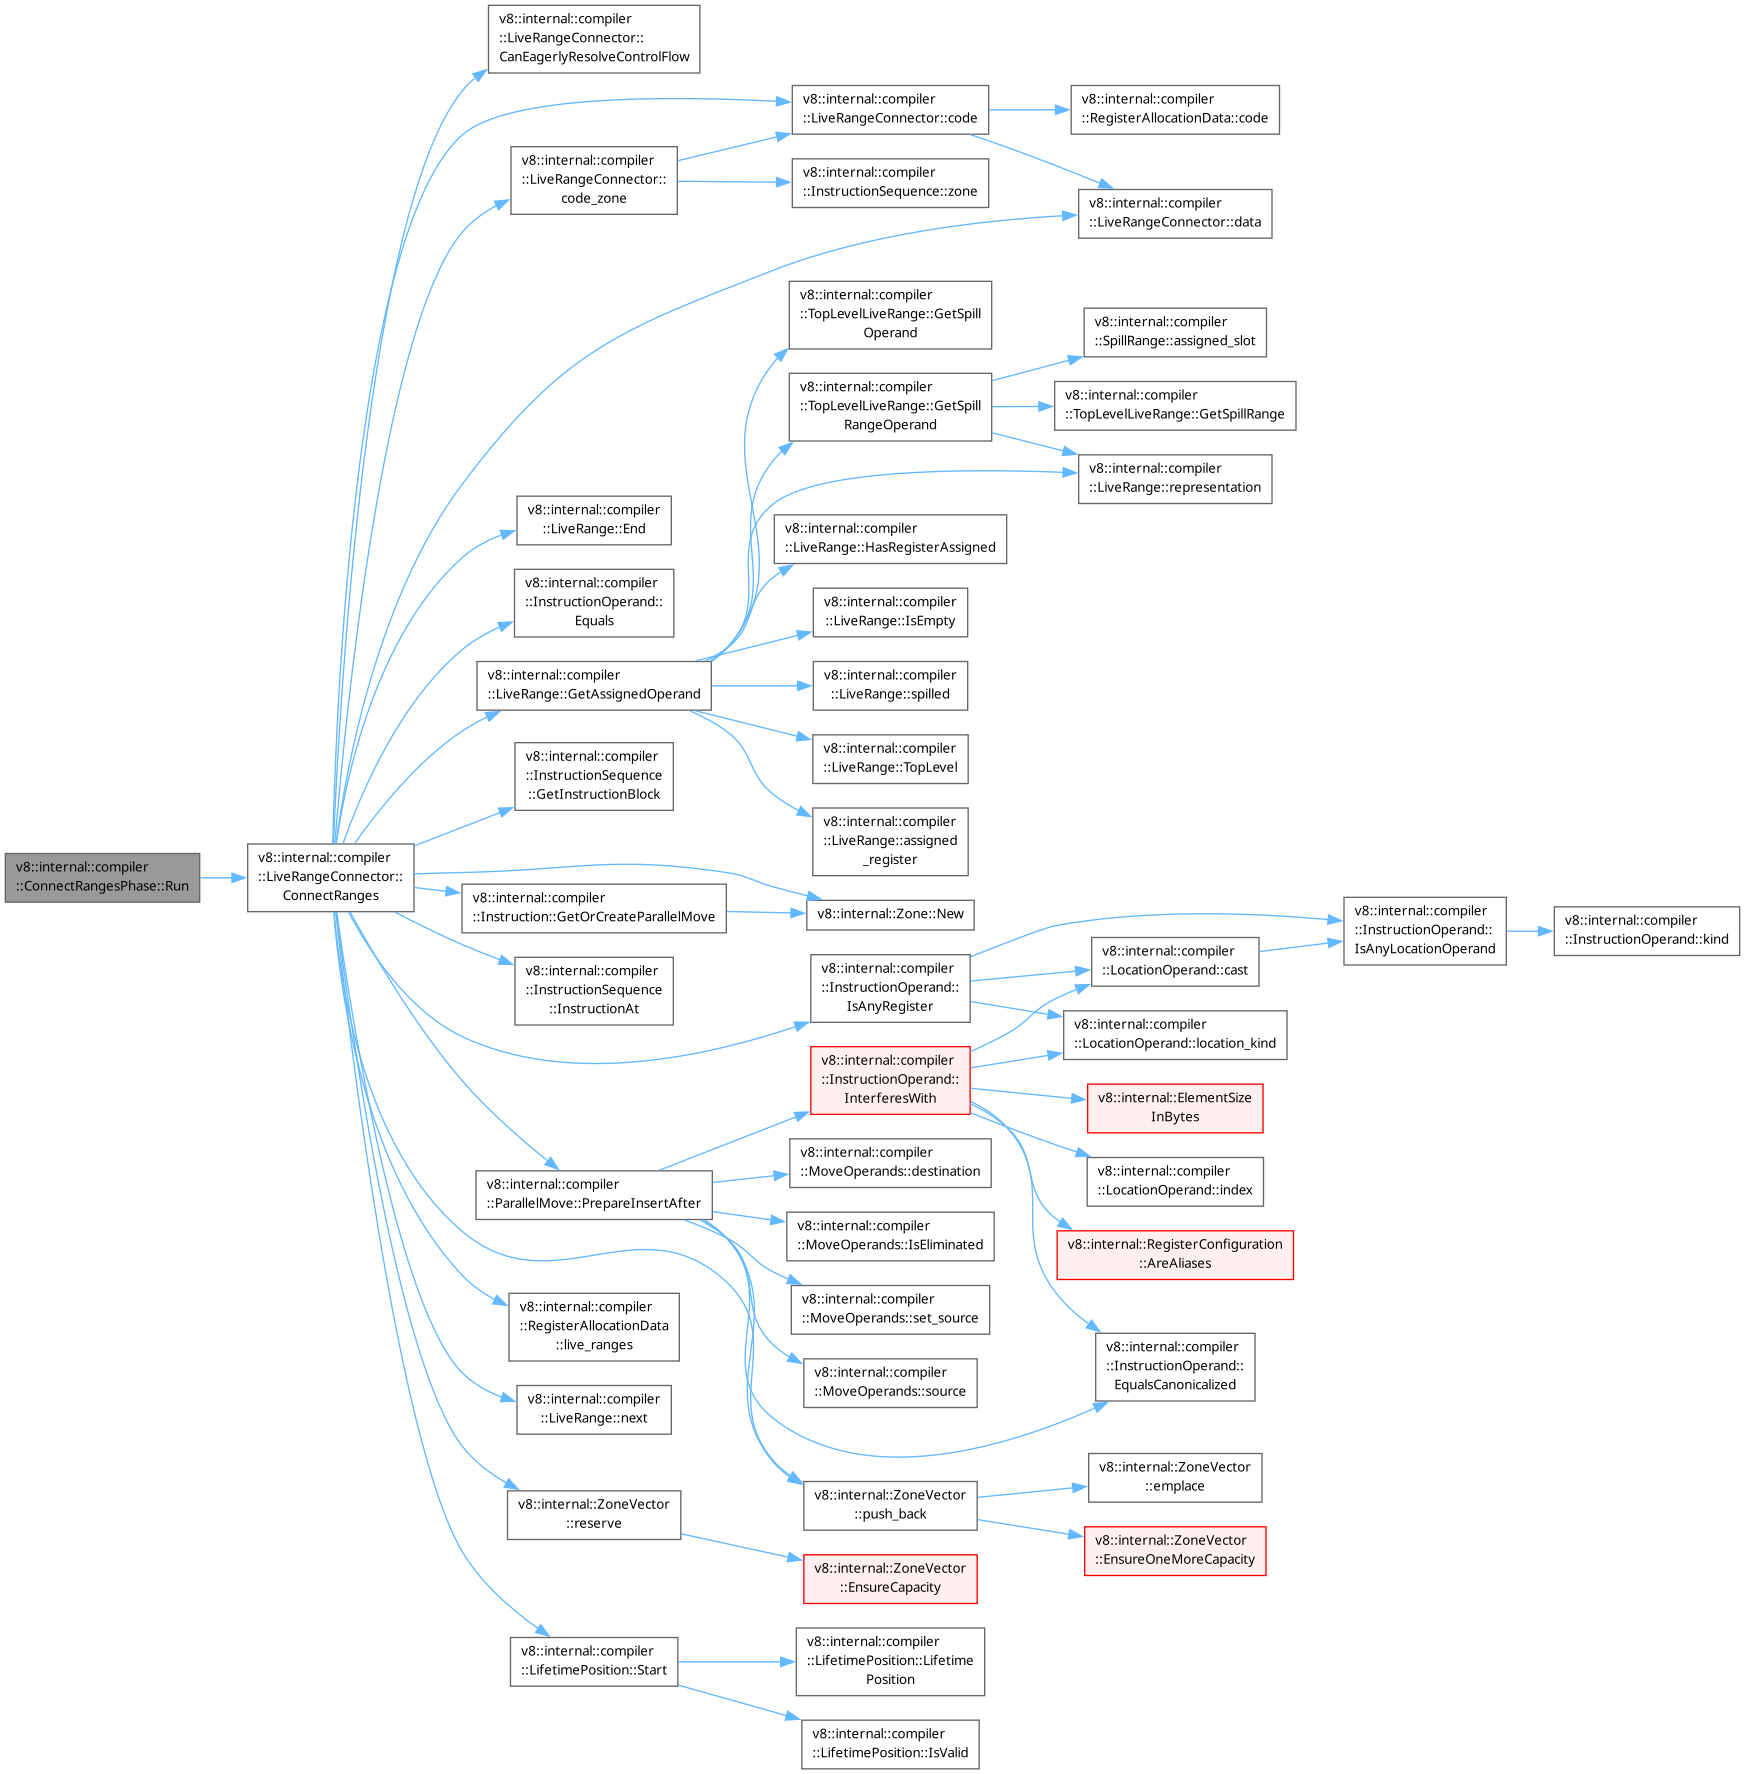 v8::internal::compiler
::ConnectRangesPhase::Run
v8::internal::compiler
::LiveRangeConnector::
ConnectRanges
v8::internal::compiler
::LiveRangeConnector::
CanEagerlyResolveControlFlow
v8::internal::compiler
::LiveRangeConnector::code
v8::internal::compiler
::RegisterAllocationData::code
v8::internal::compiler
::LiveRangeConnector::
code_zone
v8::internal::compiler
::InstructionSequence::zone
v8::internal::compiler
::LiveRangeConnector::data
v8::internal::compiler
::TopLevelLiveRange::GetSpill
Operand
v8::internal::compiler
::SpillRange::assigned_slot
v8::internal::compiler
::TopLevelLiveRange::GetSpill
RangeOperand
v8::internal::compiler
::TopLevelLiveRange::GetSpillRange
v8::internal::compiler
::LiveRange::representation
v8::internal::compiler
::LiveRange::End
v8::internal::compiler
::LiveRange::HasRegisterAssigned
v8::internal::compiler
::InstructionOperand::
Equals
v8::internal::compiler
::LiveRange::IsEmpty
v8::internal::compiler
::LiveRange::GetAssignedOperand
v8::internal::compiler
::LiveRange::spilled
v8::internal::compiler
::LiveRange::TopLevel
v8::internal::compiler
::InstructionSequence
::GetInstructionBlock
v8::internal::compiler
::LiveRange::assigned
_register
v8::internal::compiler
::Instruction::GetOrCreateParallelMove
v8::internal::Zone::New
v8::internal::compiler
::InstructionOperand::
IsAnyLocationOperand
v8::internal::compiler
::InstructionOperand::kind
v8::internal::compiler
::LocationOperand::cast
v8::internal::compiler
::InstructionSequence
::InstructionAt
v8::internal::compiler
::InstructionOperand::
IsAnyRegister
v8::internal::compiler
::LocationOperand::location_kind
v8::internal::compiler
::InstructionOperand::
InterferesWith
v8::internal::ElementSize
InBytes
v8::internal::compiler
::LocationOperand::index
v8::internal::compiler
::ParallelMove::PrepareInsertAfter
v8::internal::compiler
::MoveOperands::destination
v8::internal::compiler
::MoveOperands::IsEliminated
v8::internal::RegisterConfiguration
::AreAliases
v8::internal::compiler
::MoveOperands::set_source
v8::internal::compiler
::RegisterAllocationData
::live_ranges
v8::internal::compiler
::MoveOperands::source
v8::internal::compiler
::InstructionOperand::
EqualsCanonicalized
v8::internal::compiler
::LiveRange::next
v8::internal::ZoneVector
::push_back
v8::internal::ZoneVector
::emplace
v8::internal::ZoneVector
::reserve
v8::internal::ZoneVector
::EnsureOneMoreCapacity
v8::internal::ZoneVector
::EnsureCapacity
v8::internal::compiler
::LifetimePosition::Start
v8::internal::compiler
::LifetimePosition::Lifetime
Position
v8::internal::compiler
::LifetimePosition::IsValid